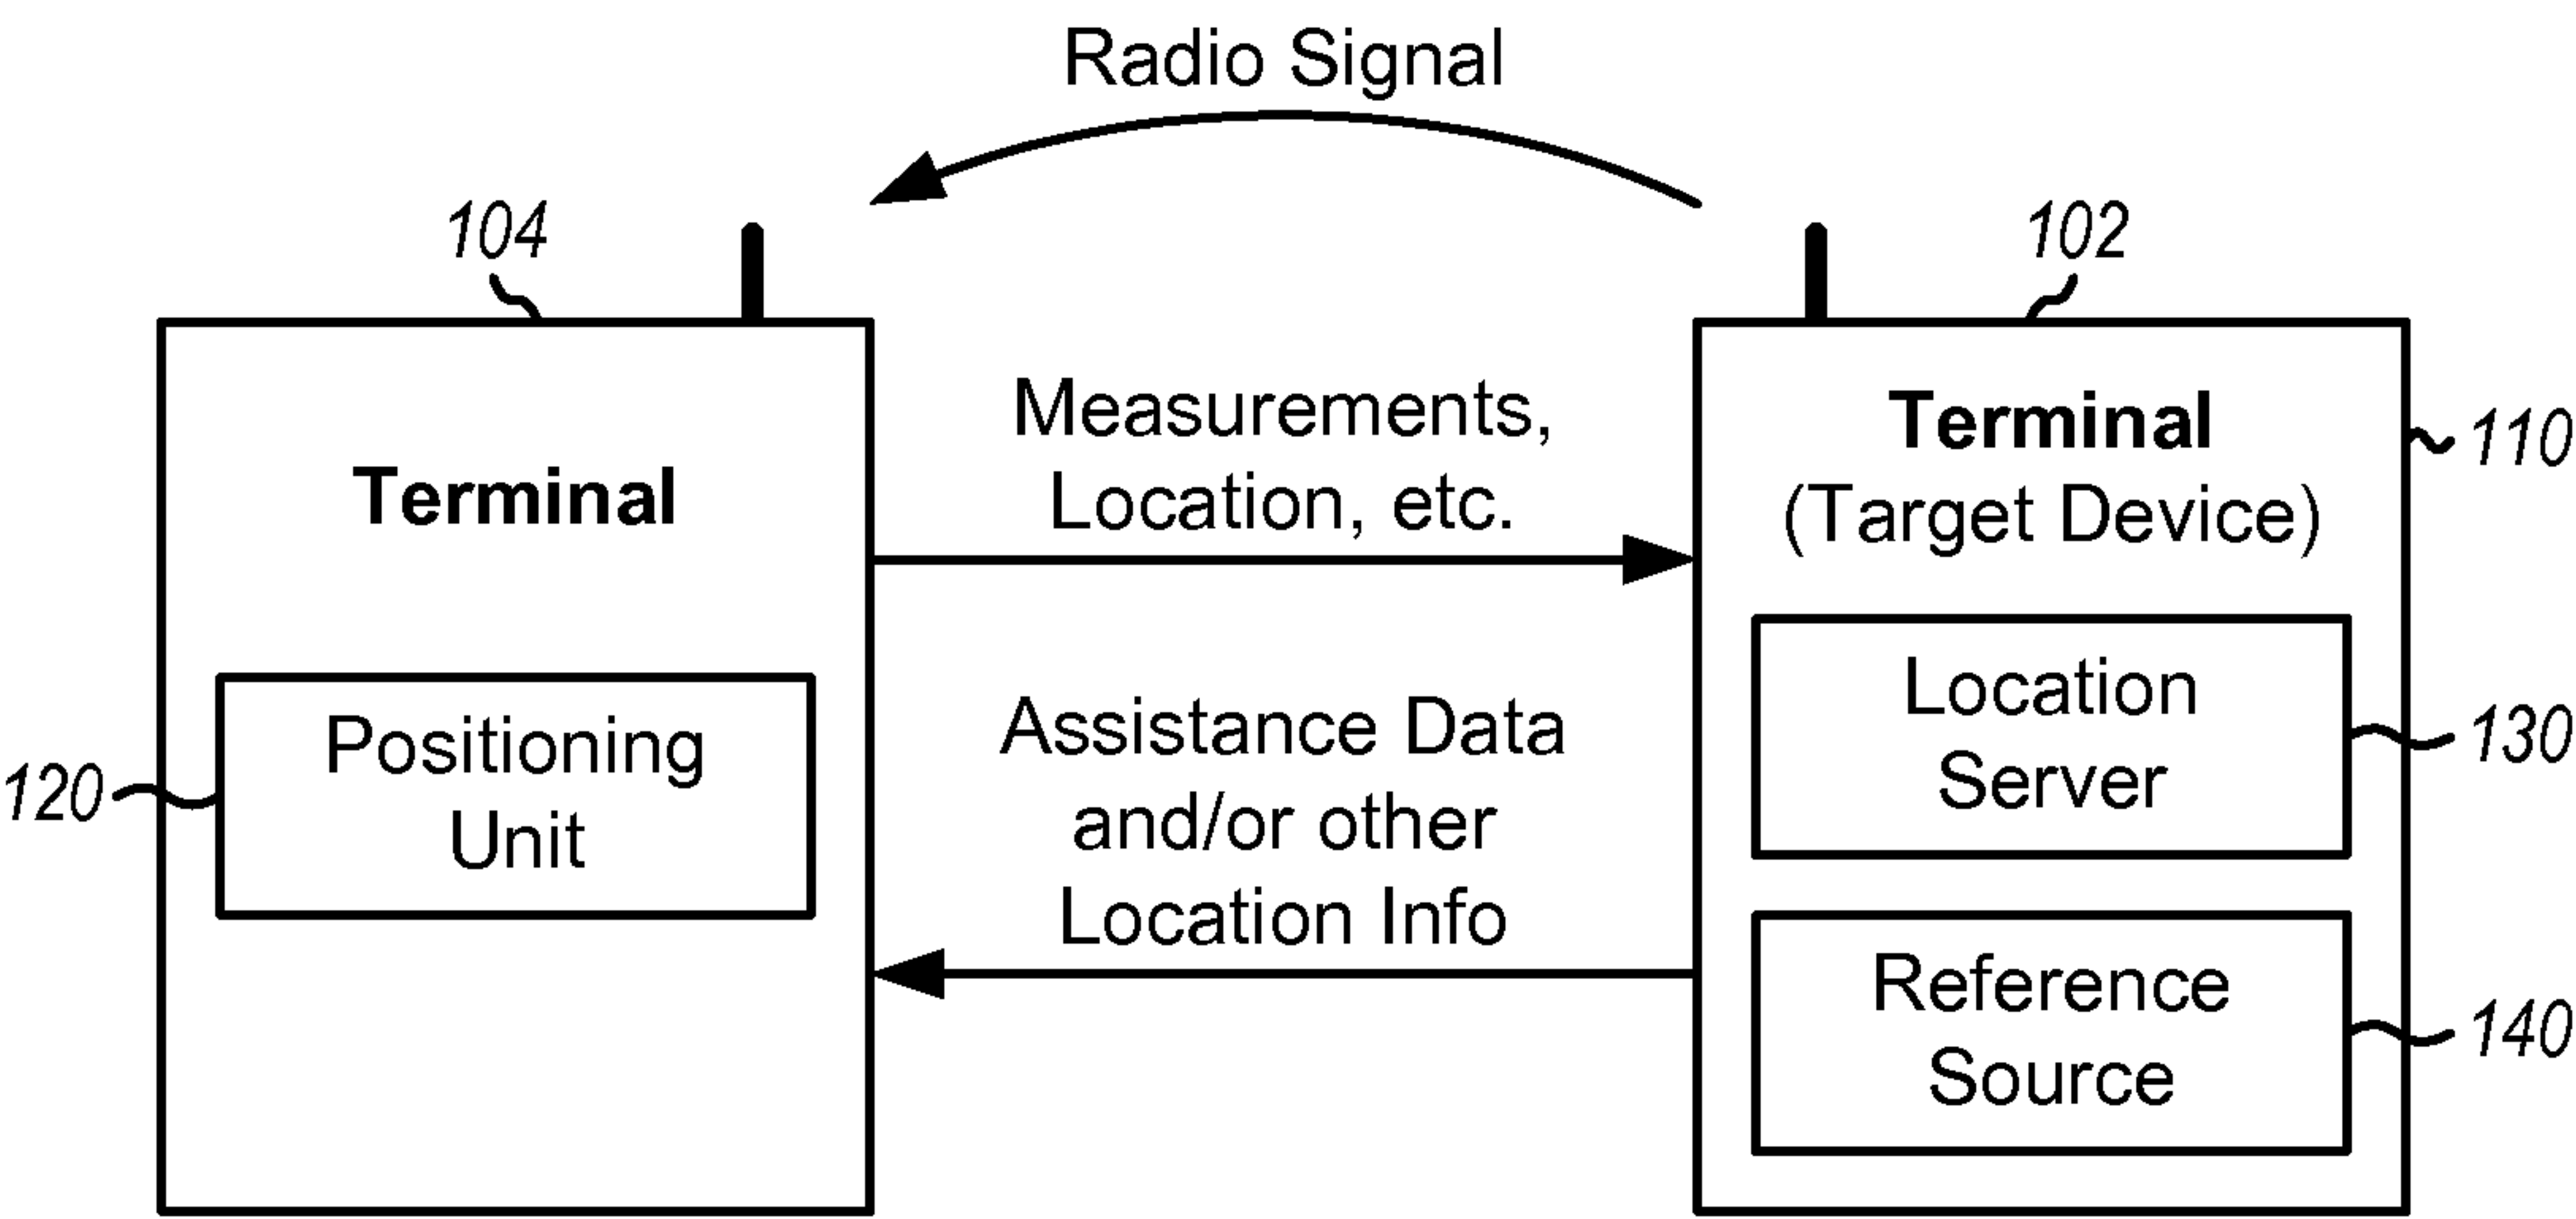 Radio Signal
104
102
Terminal
Positioning
Unit
120
Measurements,
Location, etc.
Assistance Data
and/or other
Location Info
Terminal
(Target Device)
110
Location
Server
130
Reference
Source
140